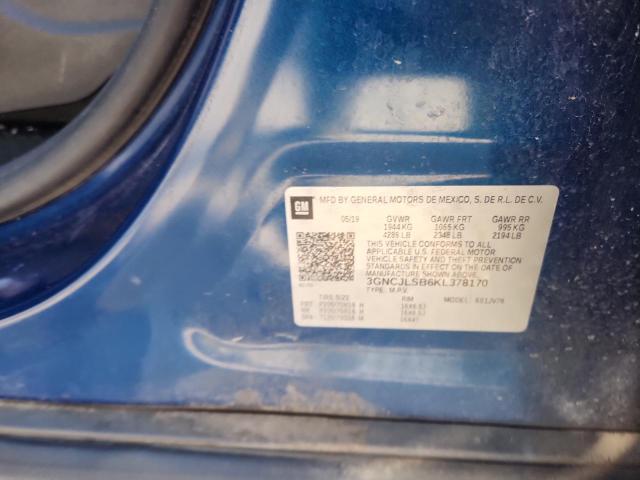 GM
MFD BY GENERAL MOTORS DE MEXICO, S. DE R.L. DE C.V.
05/19 GVWR GAWR FRT GAWR RR
1944 KG 1065 KG 995 KG
4285 LB 2348 LB 2194 LB
THIS VEHICLE CONFORMS TO ALL
APPLICABLE U.S. FEDERAL MOTOR
VEHICLE SAFETY AND THEFT PREVENTION
STANDARDS IN EFFECT ON THE DATE OF
MANUFACTURE SHOWN ABOVE.
3GNCJLSB6KL378170
TYPE: M.P.V. MODEL:
TIRE SIZE RIM
FRT
RR